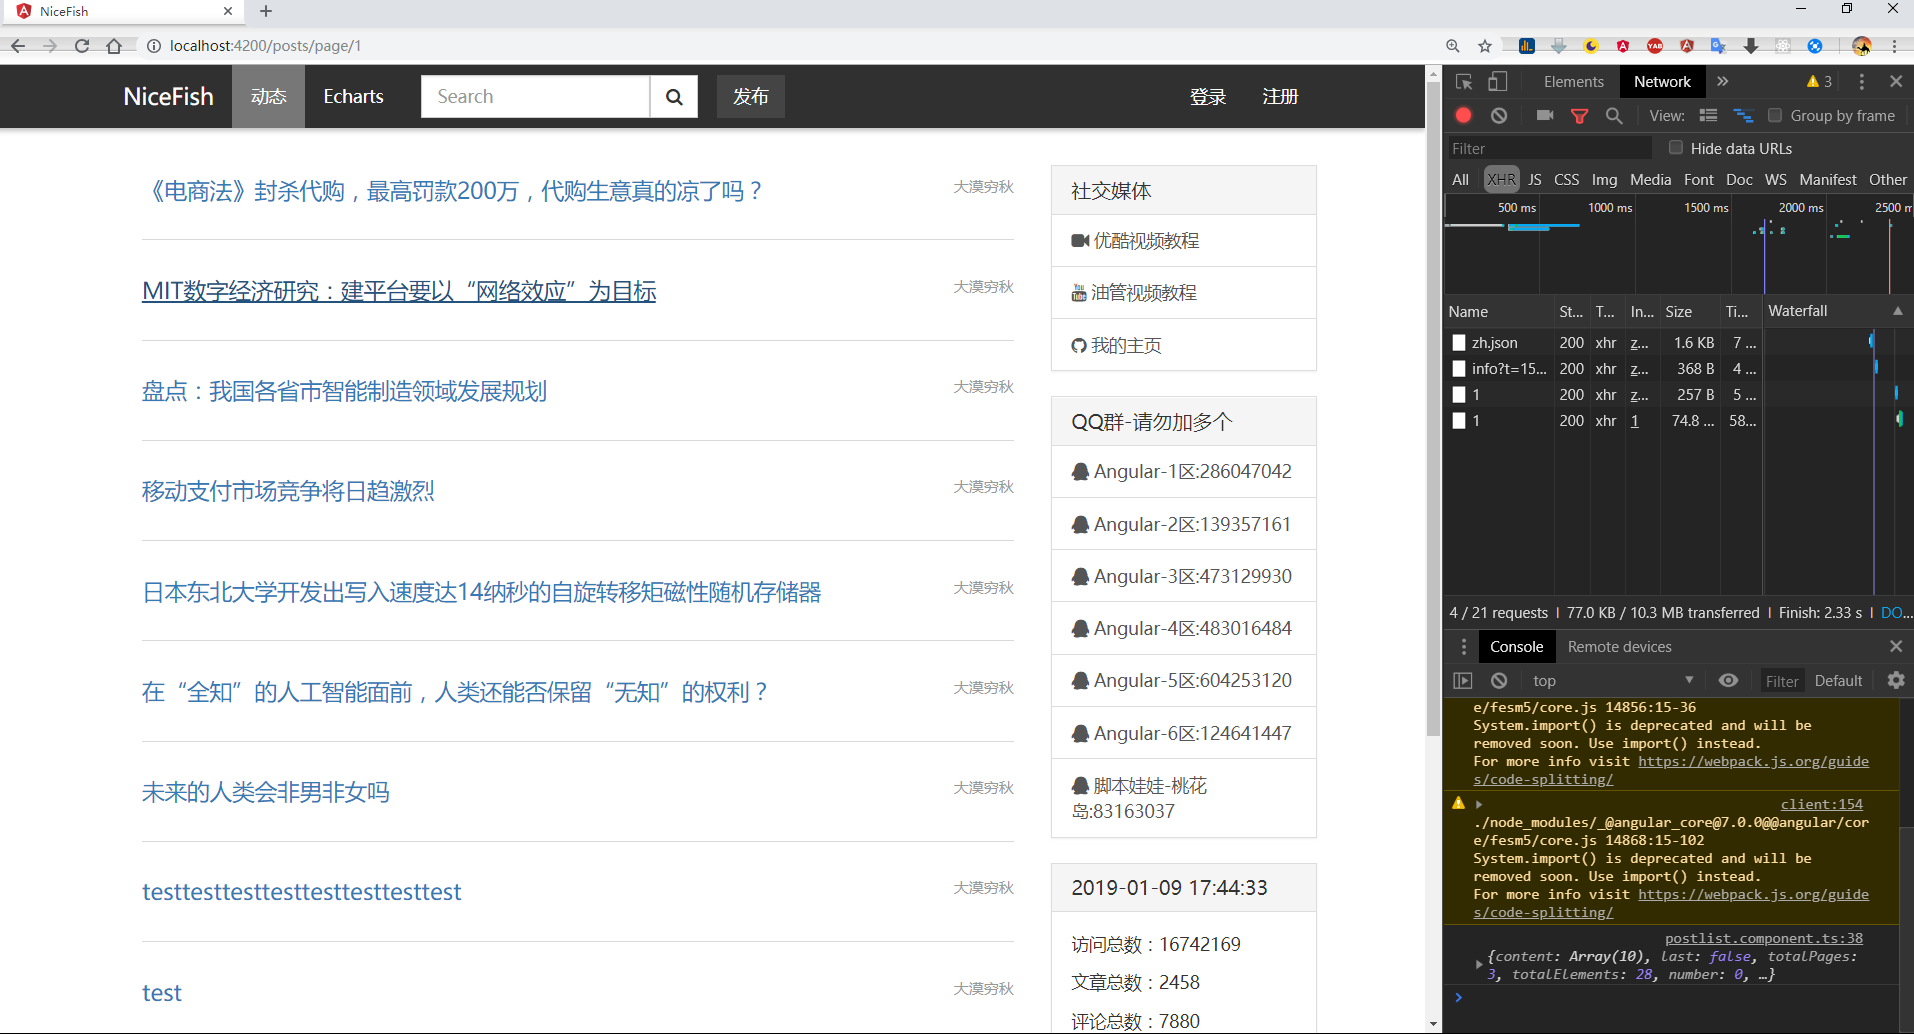 NiceFish
localhost:4200/posts/page/1
NiceFish 动态 Echarts Search 发布 登录 注册
《电商法》封杀代购，最高罚款200万，代购生意真的凉了吗？ 大漠穷秋
MIT数字经济研究：建平台要以“网络效应”为目标 大漠穷秋
盘点：我国各省市智能制造领域发展规划 大漠穷秋
移动支付市场竞争将日趋激烈 大漠穷秋
日本东北大学开发出写入速度达14纳秒的自旋转移矩磁性随机存储器 大漠穷秋
在“全知”的人工智能面前，人类还能否保留“无知”的权利？ 大漠穷秋
未来的人类会非男非女吗 大漠穷秋
testtesttesttesttesttesttesttest 大漠穷秋
test 大漠穷秋
社交媒体
优酷视频教程
油管视频教程
我的主页
QQ群-请勿加多个
Angular-1区:286047042
Angular-2区:139357161
Angular-3区:473129930
Angular-4区:483016484
Angular-5区:604253120
Angular-6区:124641447
脚本娃娃-桃花
岛:83163037
2019-01-09 17:44:33
访问总数：16742169
文章总数：2458
评论总数：7880
Elements Network » 3
View: Group by frame
Filter Hide data URLs
All XHR JS CSS Img Media Font Doc WS Manifest Other
500 ms 1000 ms 1500 ms 2000 ms 2500 m
Name St... T... In... Size Ti... Waterfall
zh.json 200 xhr z... 1.6 KB 7 ...
info?t=15... 200 xhr z... 368 B 4 ...
1 200 xhr z... 257 B 5 ...
1 200 xhr 1 74.8 ... 58...
4 / 21 requests | 77.0 KB / 10.3 MB transferred | Finish: 2.33 s | DO...
Console Remote devices
top Filter Default
e/fesm5/core.js 14856:15-36
System.import() is deprecated and will be
removed soon. Use import() instead.
For more info visit https://webpack.js.org/guide
s/code-splitting/
client:154
./node_modules/_@angular_core@7.0.0@@angular/cor
e/fesm5/core.js 14868:15-102
System.import() is deprecated and will be
removed soon. Use import() instead.
For more info visit https://webpack.js.org/guide
s/code-splitting/
postlist.component.ts:38
{content: Array(10), last: false, totalPages:
3, totalElements: 28, number: 0, …}